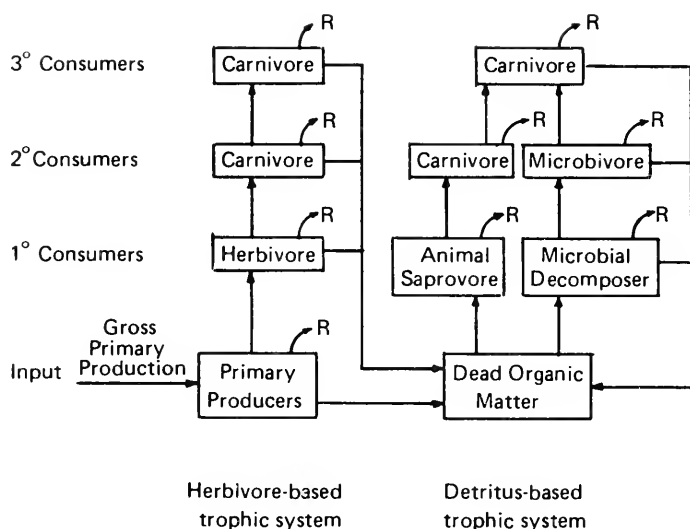 R
R
3° Consumers
Carnivore
Carnivore
R
R
R
2° Consumers
Carnivore
Carnivore
Microbivore
R
R
R
1° Consumers
Herbivore
Animal
Saprovore
Microbial
Decomposer
Gross
Primary
Production
R
Input
Primary
Producers
Dead Organic
Matter
Herbivore-based
trophic system
Detritus-based
trophic system